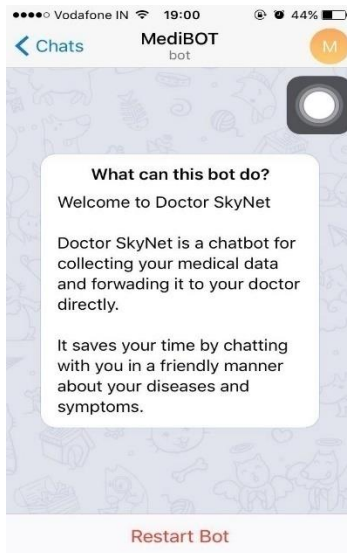 Vodafone IN 19:00 44%
Chats MediBOT M
bot
What can this bot do?
Welcome to Doctor SkyNet
Doctor SkyNet is a chatbot for
collecting your medical data
and forwading it to your doctor
directly.
It saves your time by chatting
with you in a friendly manner
about your diseases and
symptoms.
Restart Bot